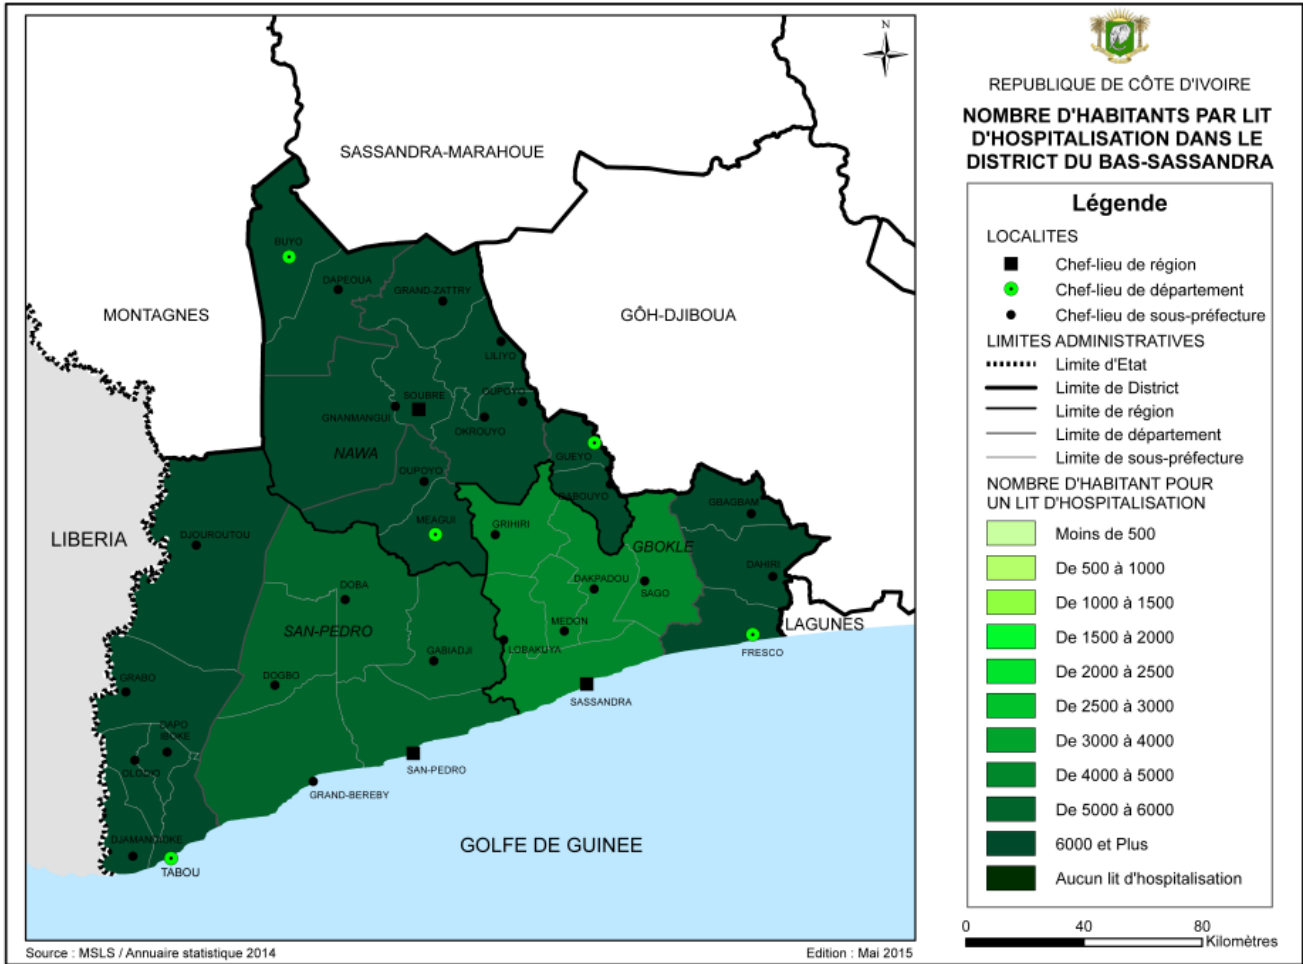 N
SASSANDRA-MARAHOUE
MONTAGNES
GÔH-DJIBOUA
LIBERIA
LAGUNES
BUYO
DAPEOUA
GRAND-ZATTRY
LILIYO
SOUBRE
OUPOYO
GNANMANGUI
OKROUYO
NAWA
GUEYO
OUPOYO
DABOUYO
GBAGBAM
MEAGUI
GRIHIRI
GBOKLE
DJOUROUTOU
DAHIRI
DOBA
DAKPADOU
SAGO
SAN-PEDRO
MEDON
LOBAKUYA
FRESCO
GABIADJI
GRABO
DOGBO
SASSANDRA
DAPO
IBOKE
OLODIO
SAN-PEDRO
GRAND-BEREBY
DJAMANDIOKE
TABOU
GOLFE DE GUINEE
Source : MSLS / Annuaire statistique 2014
Edition : Mai 2015
REPUBLIQUE DE CÔTE D'IVOIRE
NOMBRE D'HABITANTS PAR LIT
D'HOSPITALISATION DANS LE
DISTRICT DU BAS-SASSANDRA
Légende
LOCALITES
Chef-lieu de région
Chef-lieu de département
Chef-lieu de sous-préfecture
LIMITES ADMINISTRATIVES
Limite d'Etat
Limite de District
Limite de région
Limite de département
Limite de sous-préfecture
NOMBRE D'HABITANT POUR
UN LIT D'HOSPITALISATION
Moins de 500
De 500 à 1000
De 1000 à 1500
De 1500 à 2000
De 2000 à 2500
De 2500 à 3000
De 3000 à 4000
De 4000 à 5000
De 5000 à 6000
6000 et Plus
Aucun lit d'hospitalisation
0 40 80
Kilomètres